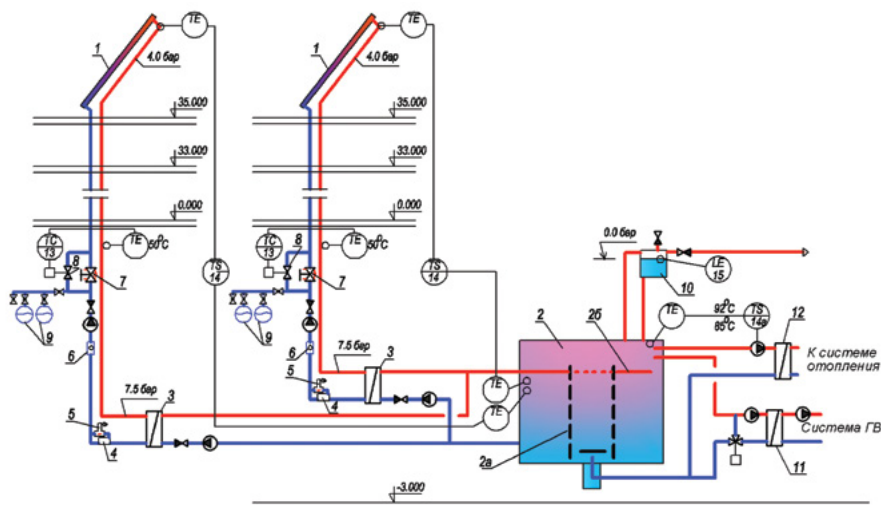 TE
TE
1
4.0 бар
1
4.0 бар
35.000
35.000
33.000
33.000
0.000
0.000
TC
13
TE
50°C
TS
14
TC
13
TE
50°C
TS
14
0.0 бар
LE
15
8
7
8
7
10
9
6
9
6
TE
92°C
85°C
TS
14а
12
2
2б
7.5 бар
3
5
4
К системе
отопления
7.5 бар
3
TE
TE
5
4
2а
Система ГВ
11
-3.000